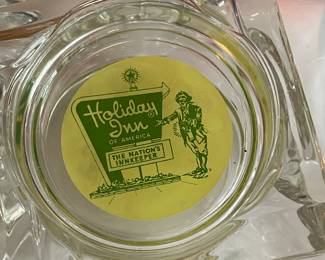 Holiday
Inn®
OF AMERICA
THE NATION'S
INNKEEPER